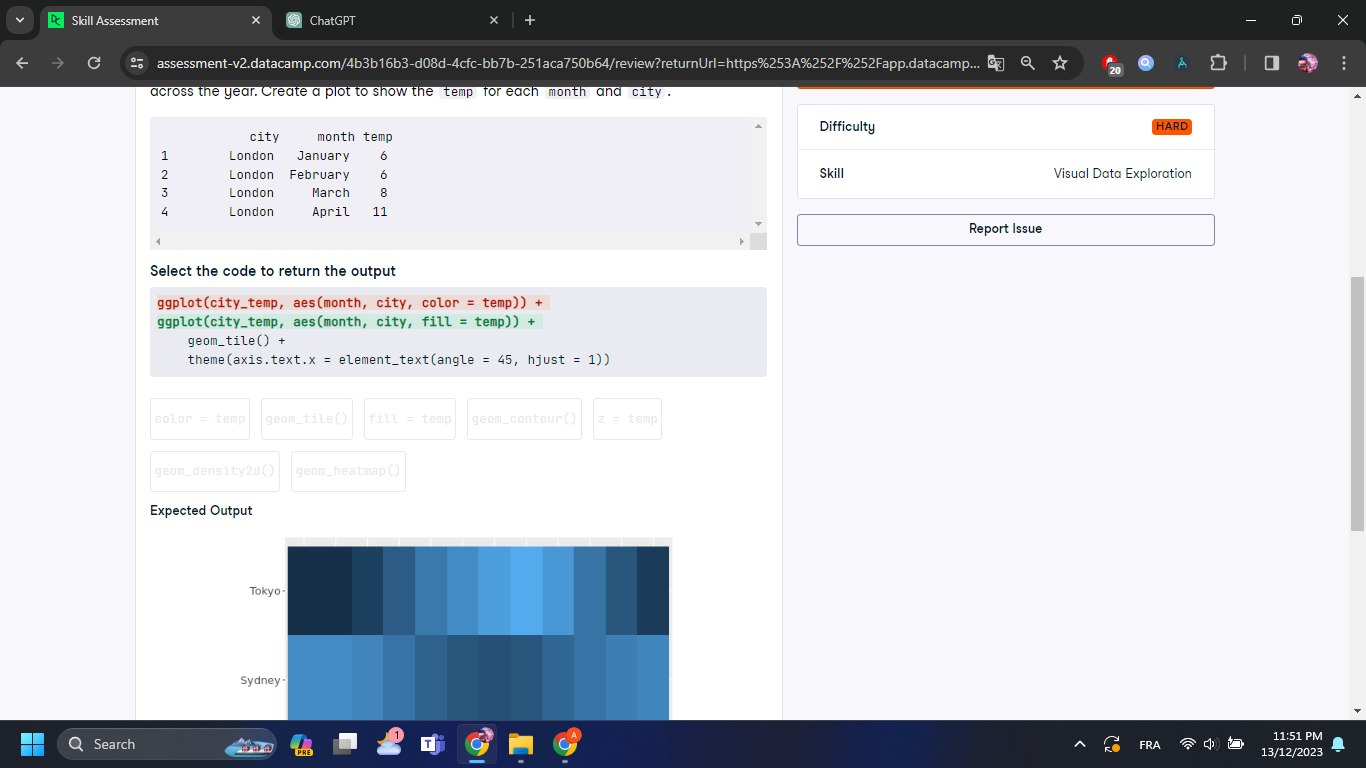 Skill Assessment
ChatGPT
assessment-v2.datacamp.com/4b3b16b3-d08d-4cfc-bb7b-251aca750b64/review?returnUrl=https%253A%252F%252Fapp.datacamp...
20
across the year. Create a plot to show the temp for each month and city.
city month temp
1 London January 6
2 London February 6
3 London March 8
4 London April 11
Select the code to return the output
ggplot(city_temp, aes(month, city, color = temp)) +
ggplot(city_temp, aes(month, city, fill = temp)) +
geom_tile() +
theme(axis.text.x = element_text(angle = 45, hjust = 1))
color = temp geom_tile() fill = temp geom_contour() z = temp
geom_density2d() geom_heatmap()
Expected Output
Tokyo
Sydney
Difficulty HARD
Skill Visual Data Exploration
Report Issue
Search
PRE
1
A
FRA
11:51 PM
13/12/2023